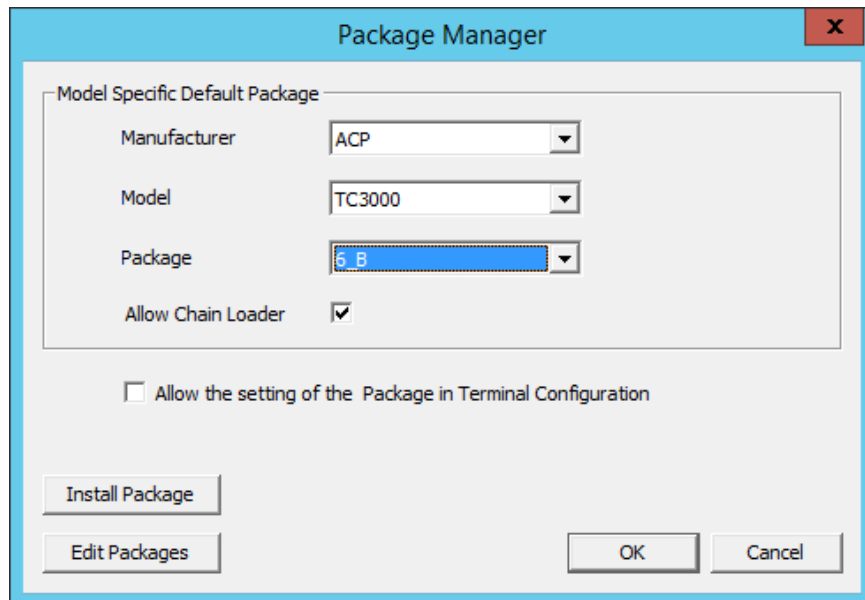 Package Manager
x
Model Specific Default Package
Manufacturer ACP
Model TC3000
Package 6_B
Allow Chain Loader
Allow the setting of the Package in Terminal Configuration
Install Package
Edit Packages OK Cancel